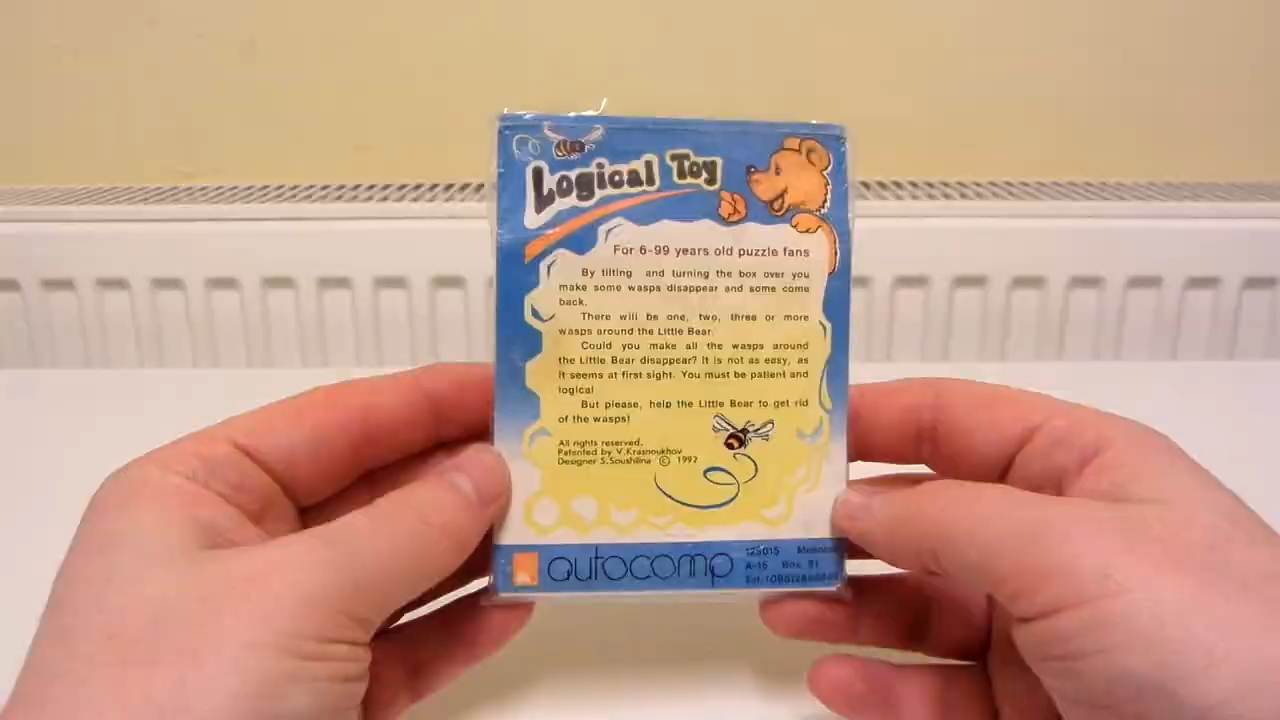 Logical Toy
For 6-99 years old puzzle fans
By tilting and turning the box over you
make some wasps disappear and some come
back.
There will be one, two, three or more
wasps around the Little Bear.
Could you make all the wasps around
the Little Bear disappear? It is not as easy, as
it seems at first sight. You must be patient and
logical
But please, help the Little Bear to get rid
of the wasps!
All rights reserved.
Patented by V.Krasnoukhov
Designer S.Soushilina © 1992
autocomp
125015
A-15 Box. 81